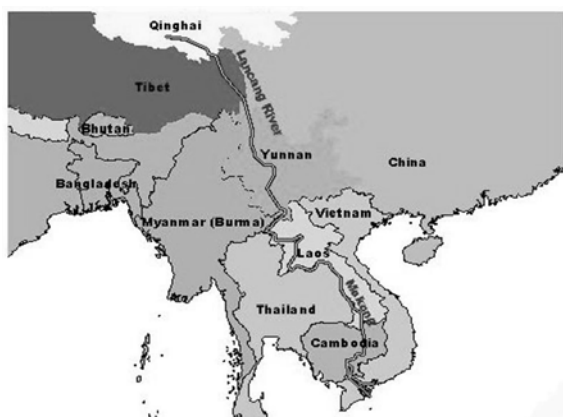 Qinghai
Lancang River
Tibet
Bhutan
Yunnan
China
Bangladesh
Myanmar (Burma)
Vietnam
Laos
Mekong
Thailand
Cambodia